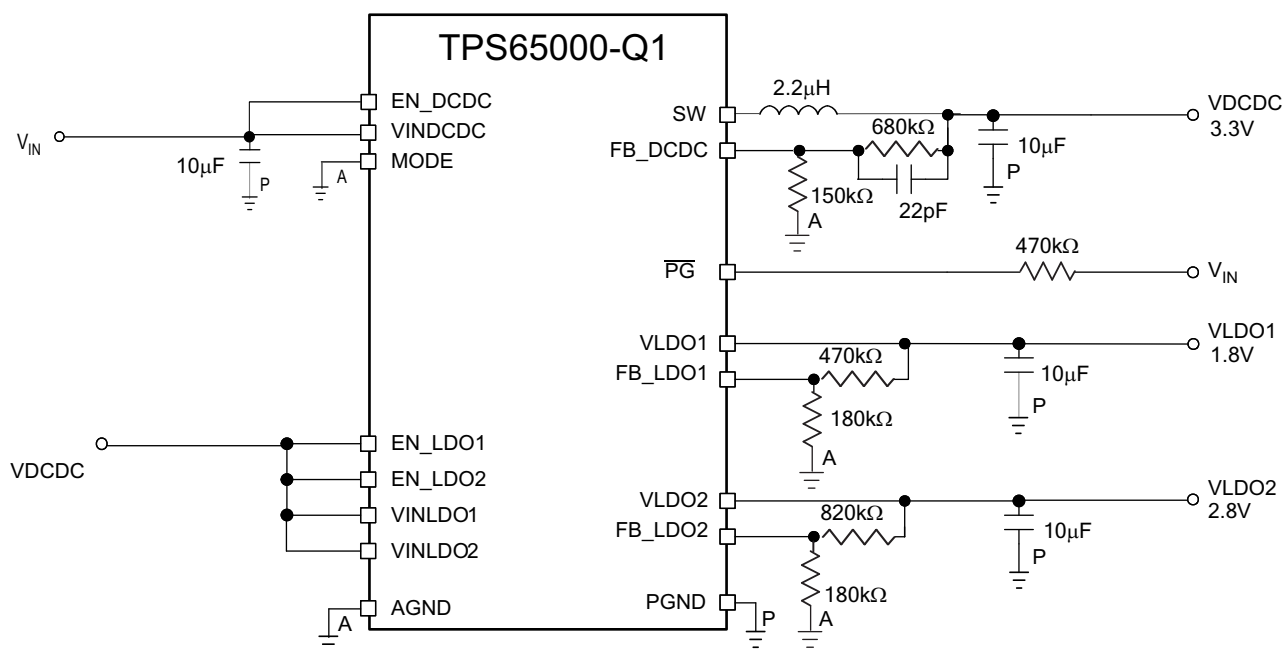 TPS65000-Q1
EN_DCDC
VINDCDC
MODE
V_IN
10μF
P
A
SW
2.2μH
VDCDC
3.3V
FB_DCDC
680kΩ
10μF
P
150kΩ
22pF
A
PG
470kΩ
V_IN
VLDO1
VLDO1
1.8V
FB_LDO1
470kΩ
10μF
P
180kΩ
A
VDCDC
EN_LDO1
EN_LDO2
VINLDO1
VINLDO2
AGND
A
VLDO2
VLDO2
2.8V
FB_LDO2
820kΩ
10μF
P
180kΩ
A
PGND
P